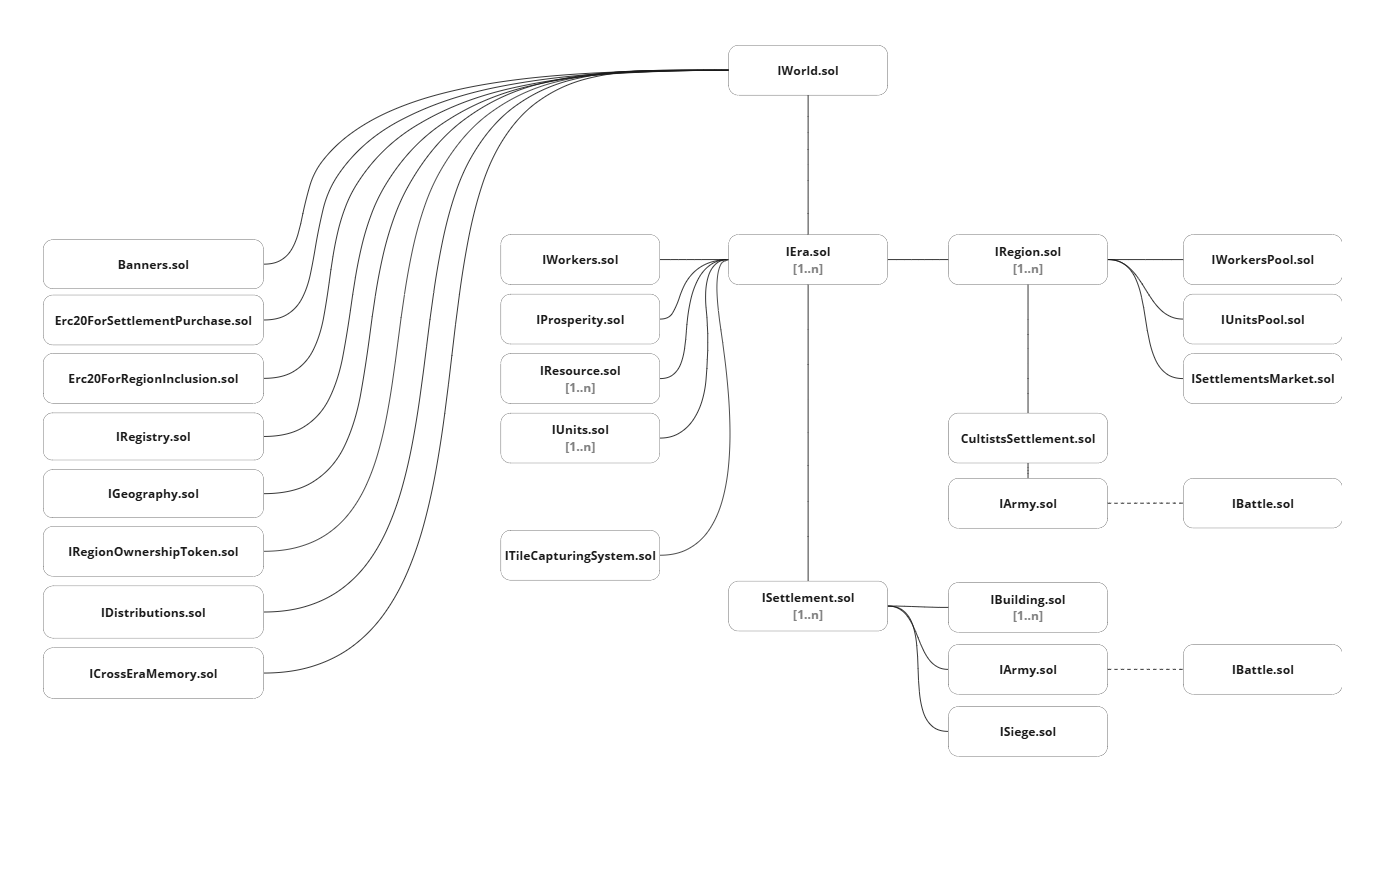 IWorld.sol
Banners.sol
Erc20ForSettlementPurchase.sol
Erc20ForRegionInclusion.sol
IRegistry.sol
IGeography.sol
IRegionOwnershipToken.sol
IDistributions.sol
ICrossEraMemory.sol
IWorkers.sol
IProsperity.sol
IResource.sol
[1..n]
IUnits.sol
[1..n]
ITileCapturingSystem.sol
IEra.sol
[1..n]
ISettlement.sol
[1..n]
IRegion.sol
[1..n]
CultistsSettlement.sol
IArmy.sol
IBuilding.sol
[1..n]
IArmy.sol
ISiege.sol
IWorkersPool.sol
IUnitsPool.sol
ISettlementsMarket.sol
IBattle.sol
IBattle.sol